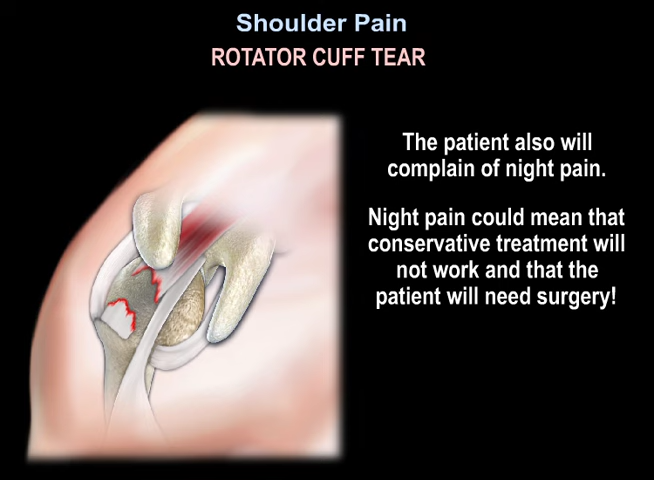 Shoulder Pain
ROTATOR CUFF TEAR
The patient also will
complain of night pain.
Night pain could mean that
conservative treatment will
not work and that the
patient will need surgery!